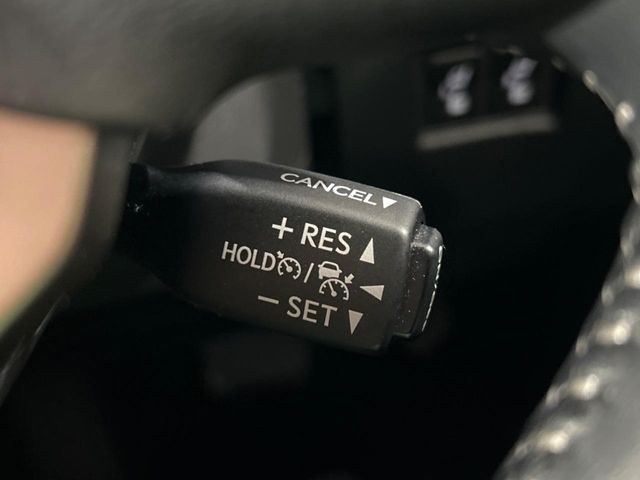 CANCEL▼
+ RES ▲
HOLD / ◀
− SET ▼